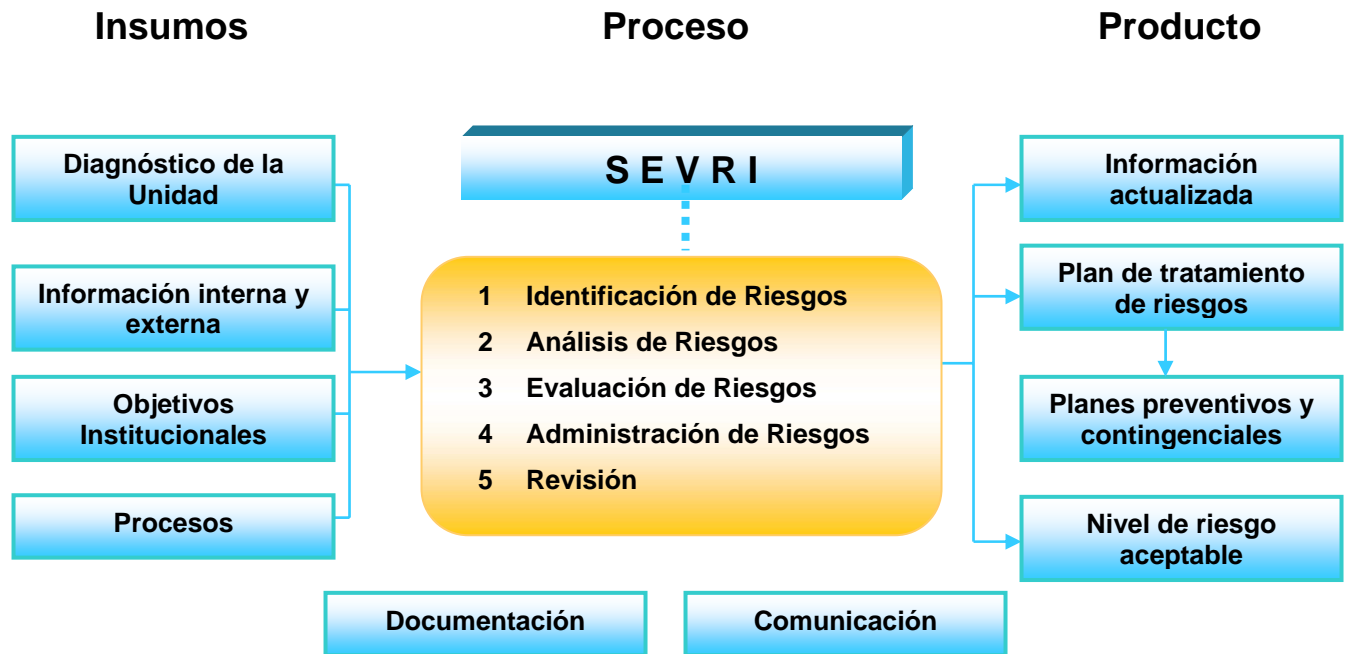 Insumos
Proceso
Producto
Diagnóstico de la
Unidad
Información interna y
externa
Objetivos
Institucionales
Procesos
S E V R I
1 Identificación de Riesgos
2 Análisis de Riesgos
3 Evaluación de Riesgos
4 Administración de Riesgos
5 Revisión
Información
actualizada
Plan de tratamiento
de riesgos
Planes preventivos y
contingenciales
Nivel de riesgo
aceptable
Documentación
Comunicación